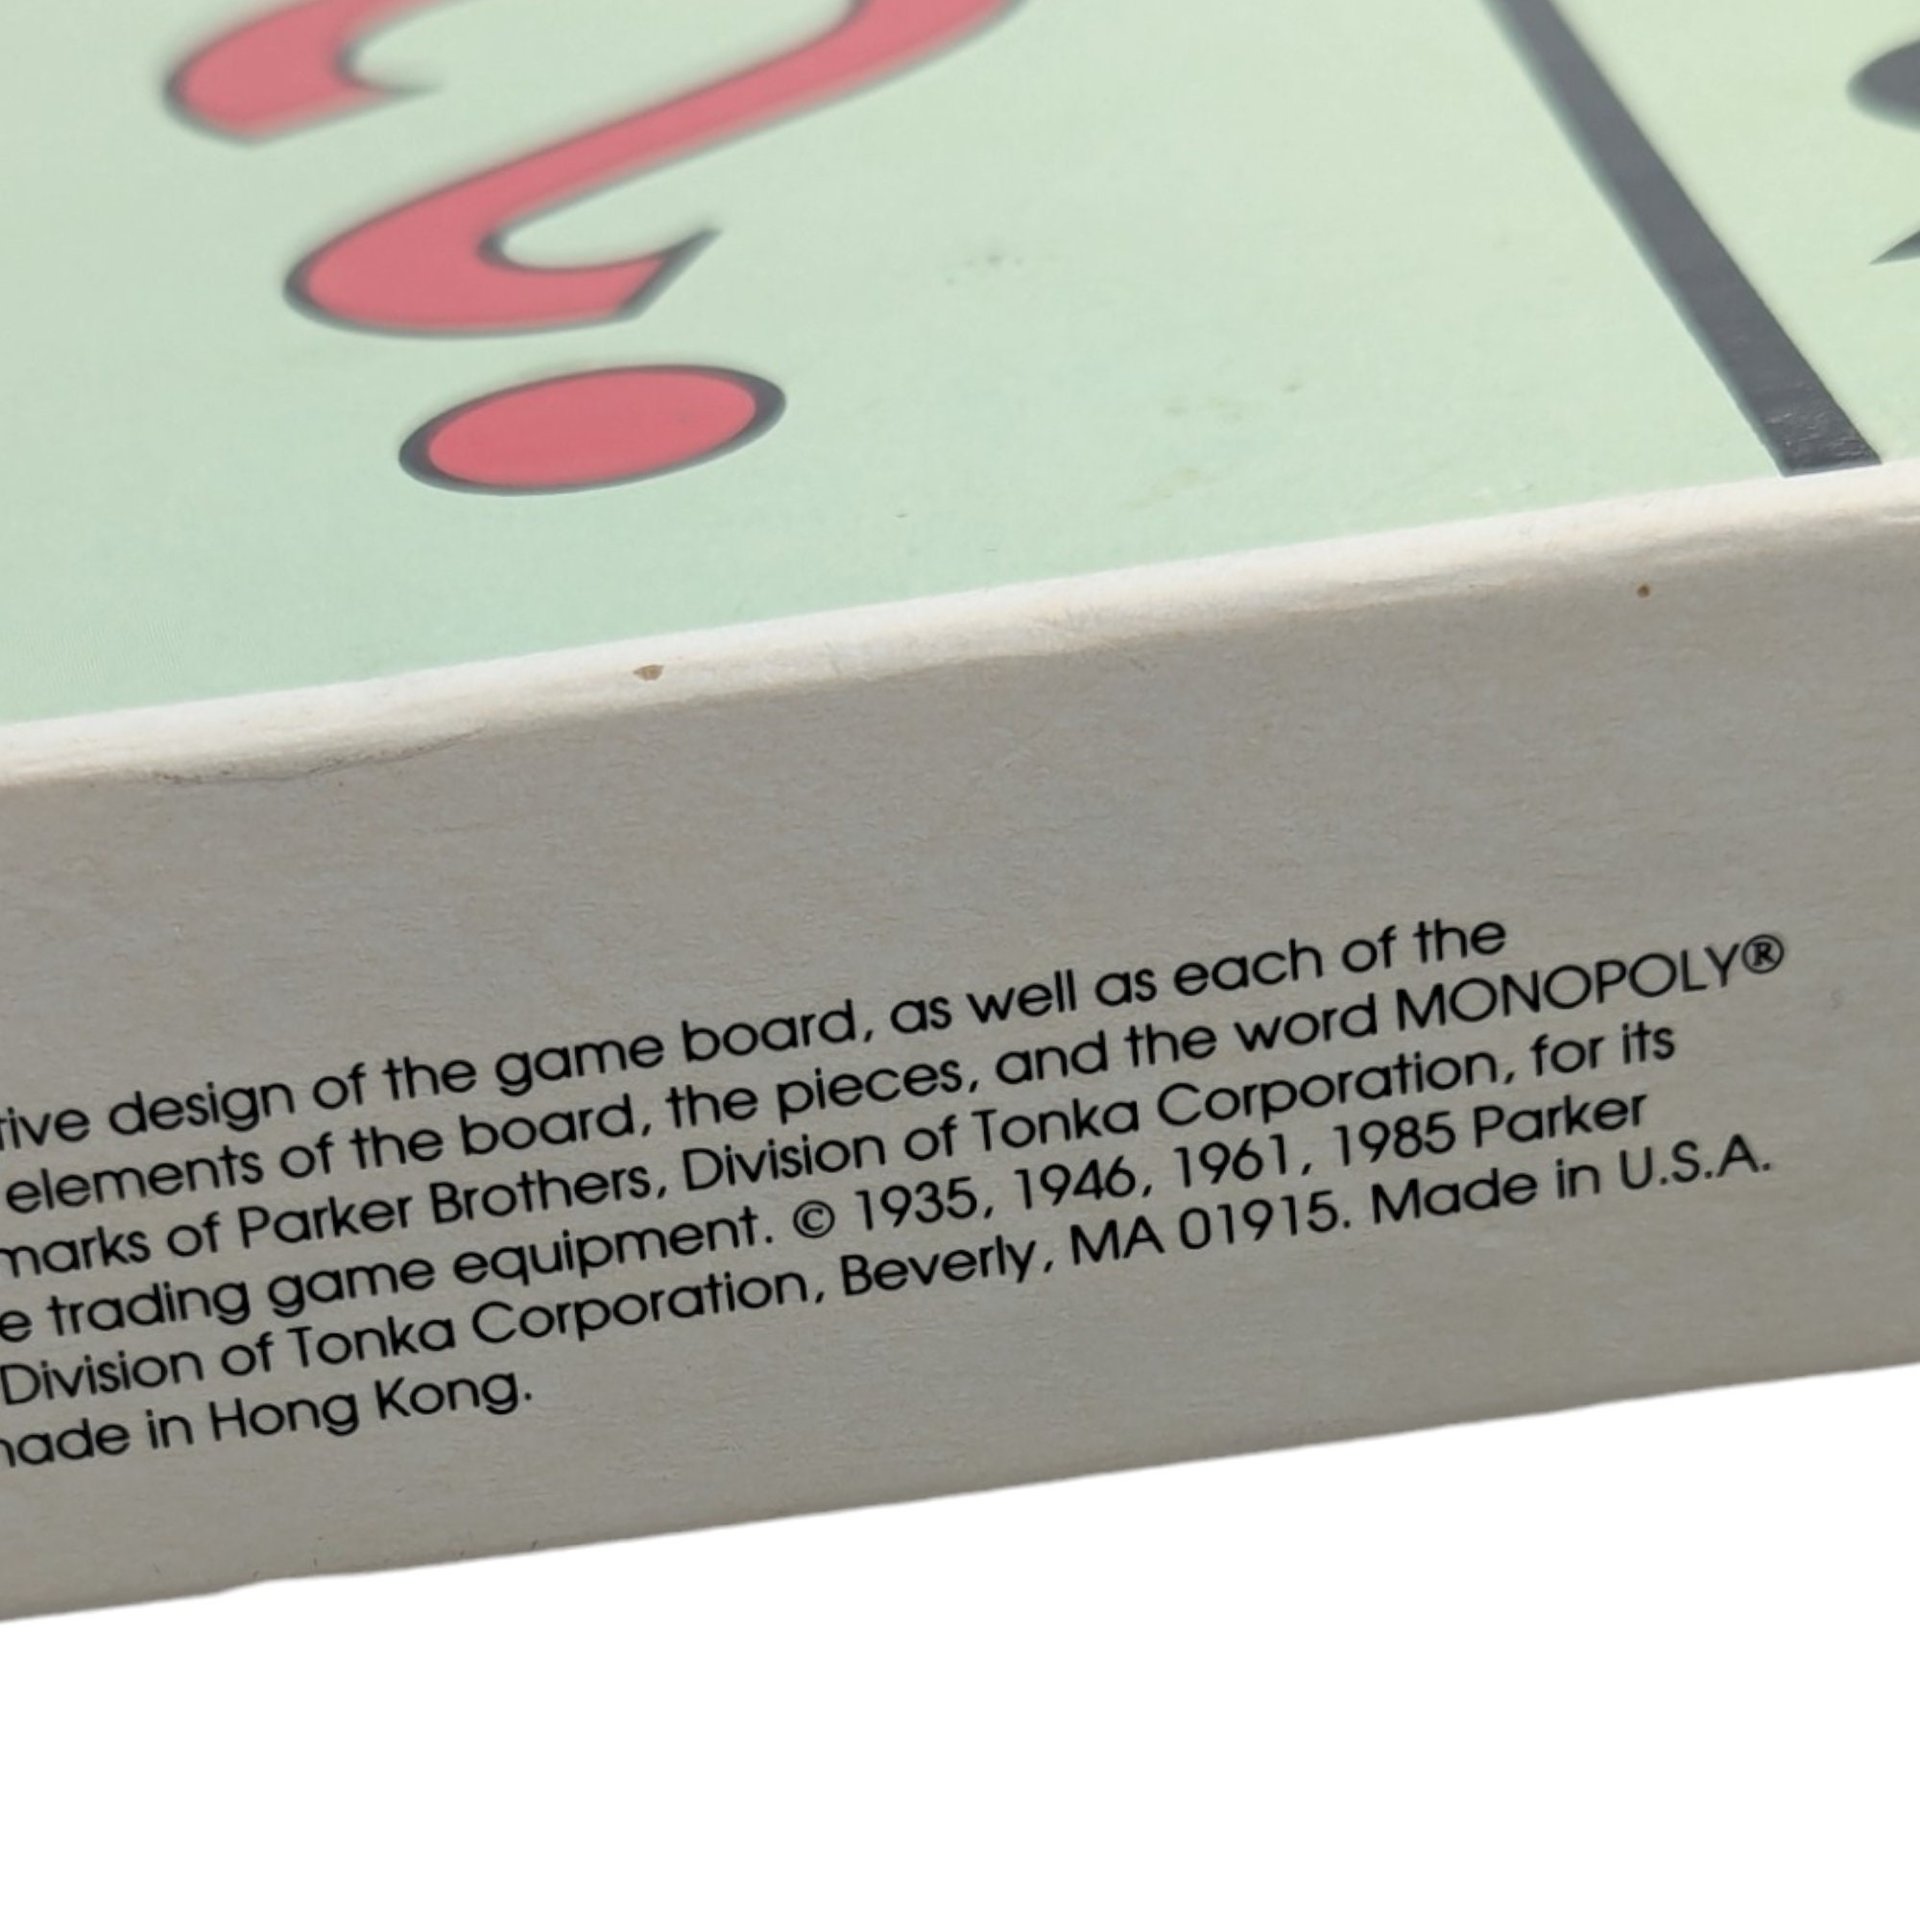 tive design of the game board, as well as each of the
elements of the board, the pieces, and the word MONOPOLY®
marks of Parker Brothers, Division of Tonka Corporation, for its
e trading game equipment. © 1935, 1946, 1961, 1985 Parker
Division of Tonka Corporation, Beverly, MA 01915. Made in U.S.A.
made in Hong Kong.